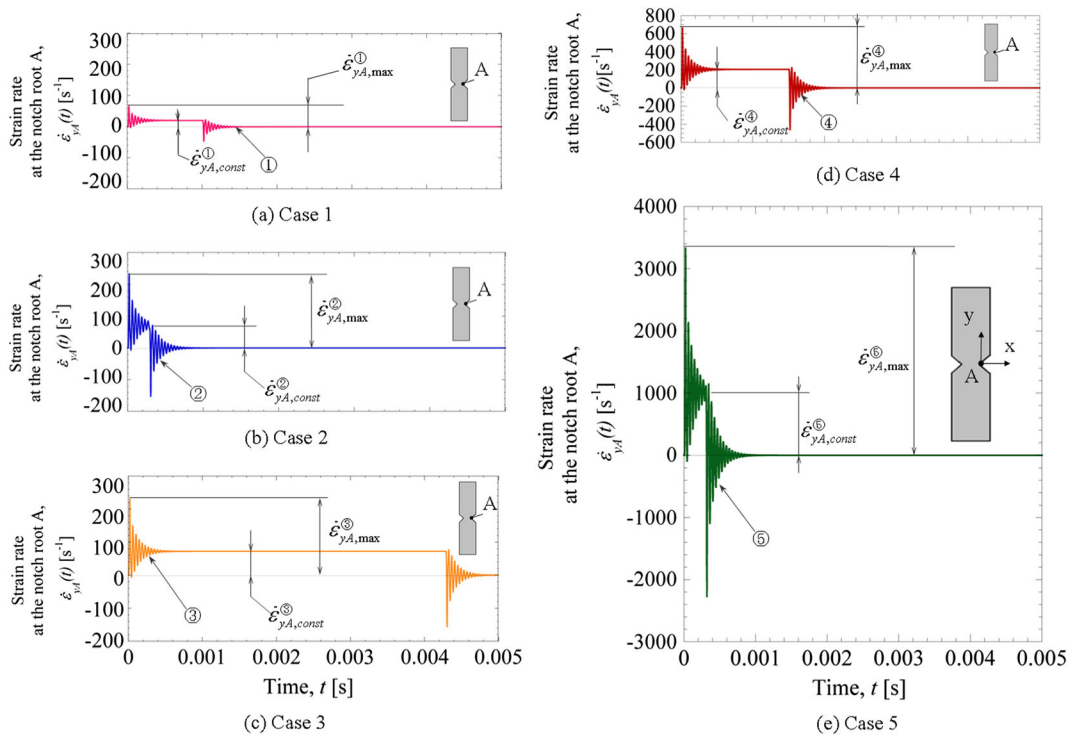 Strain rate
at the notch root A,
ε̇yA(t) [s⁻¹]
300
200
100
0
-100
-200
ε̇yA,max①
ε̇yA,const①
①
A
(a) Case 1
Strain rate
at the notch root A,
ε̇yA(t) [s⁻¹]
300
200
100
0
-100
-200
ε̇yA,max②
ε̇yA,const②
②
A
(b) Case 2
Strain rate
at the notch root A,
ε̇yA(t) [s⁻¹]
300
200
100
0
-100
-200
ε̇yA,max③
ε̇yA,const③
③
A
0 0.001 0.002 0.003 0.004 0.005
Time, t [s]
(c) Case 3
Strain rate
at the notch root A,
ε̇yA(t)[s⁻¹]
800
600
400
200
0
-200
-400
-600
ε̇yA,max④
ε̇yA,const④
④
A
(d) Case 4
Strain rate
at the notch root A,
ε̇yA(t) [s⁻¹]
4000
3000
2000
1000
0
-1000
-2000
-3000
ε̇yA,max⑥
ε̇yA,const⑥
⑤
y
x
A
0 0.001 0.002 0.003 0.004 0.005
Time, t [s]
(e) Case 5